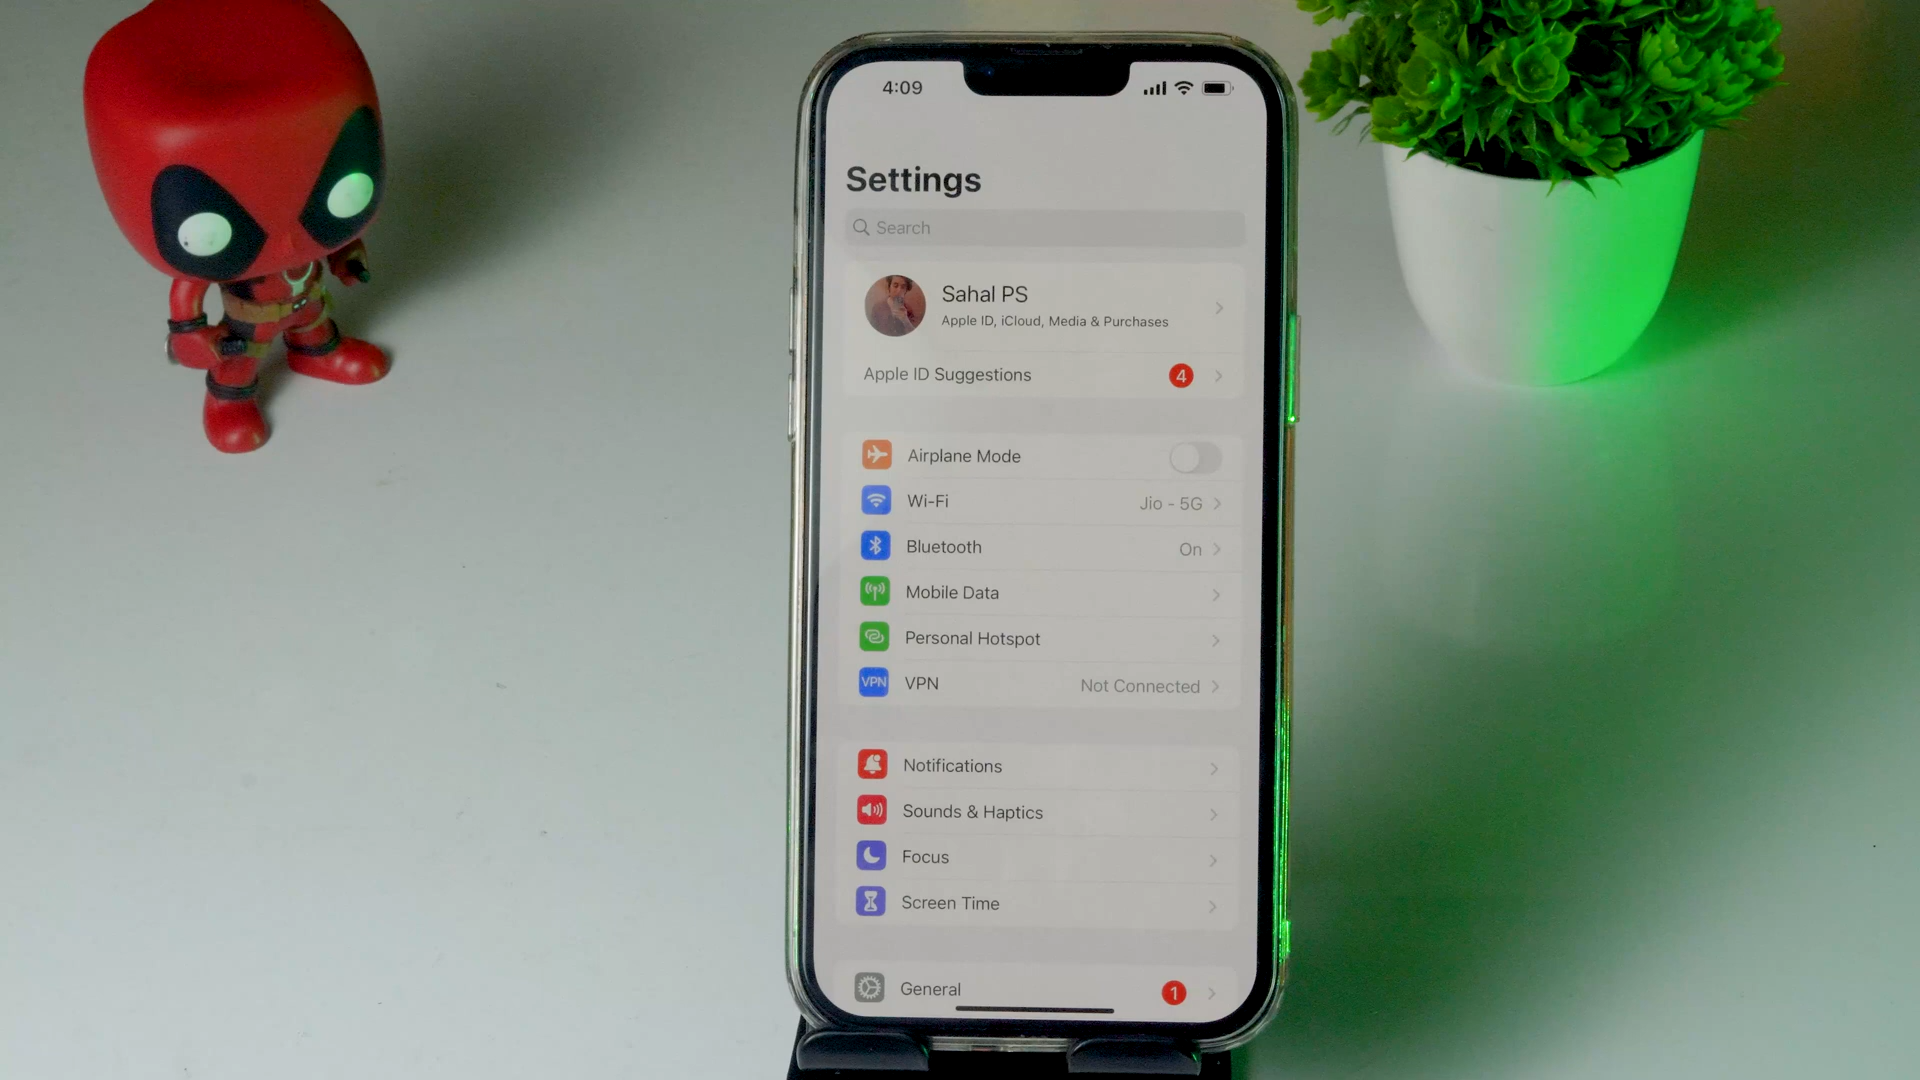 4:09
Settings
Search
Sahal PS
Apple ID, iCloud, Media & Purchases
Apple ID Suggestions 4
Airplane Mode
Wi-Fi Jio - 5G
Bluetooth On
Mobile Data
Personal Hotspot
VPN VPN Not Connected
Notifications
Sounds & Haptics
Focus
Screen Time
General 1